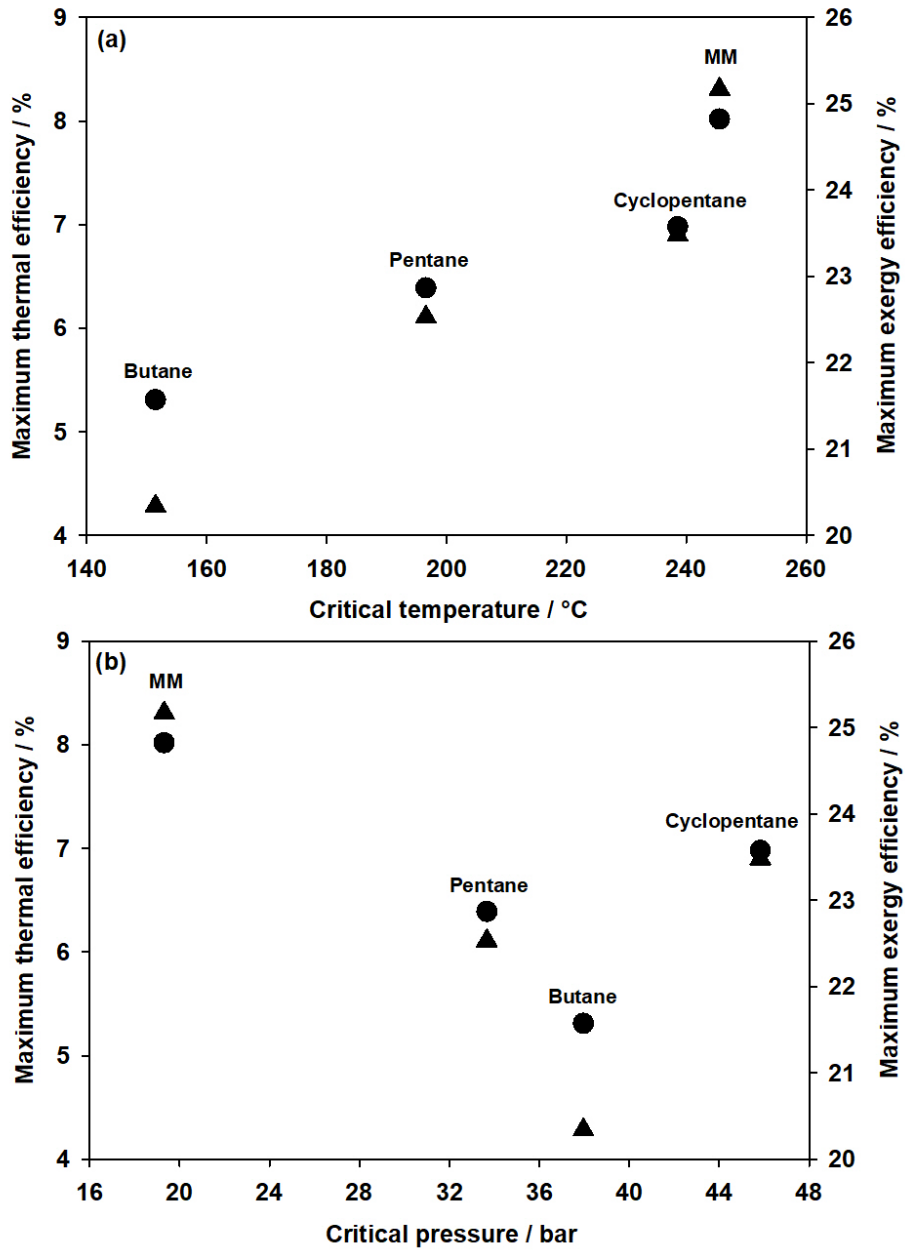 (a)
Maximum thermal efficiency / %
9
8
7
6
5
4
Maximum exergy efficiency / %
26
25
24
23
22
21
20
MM
Cyclopentane
Pentane
Butane
140 160 180 200 220 240 260
Critical temperature / °C
(b)
Maximum thermal efficiency / %
9
8
7
6
5
4
Maximum exergy efficiency / %
26
25
24
23
22
21
20
MM
Cyclopentane
Pentane
Butane
16 20 24 28 32 36 40 44 48
Critical pressure / bar